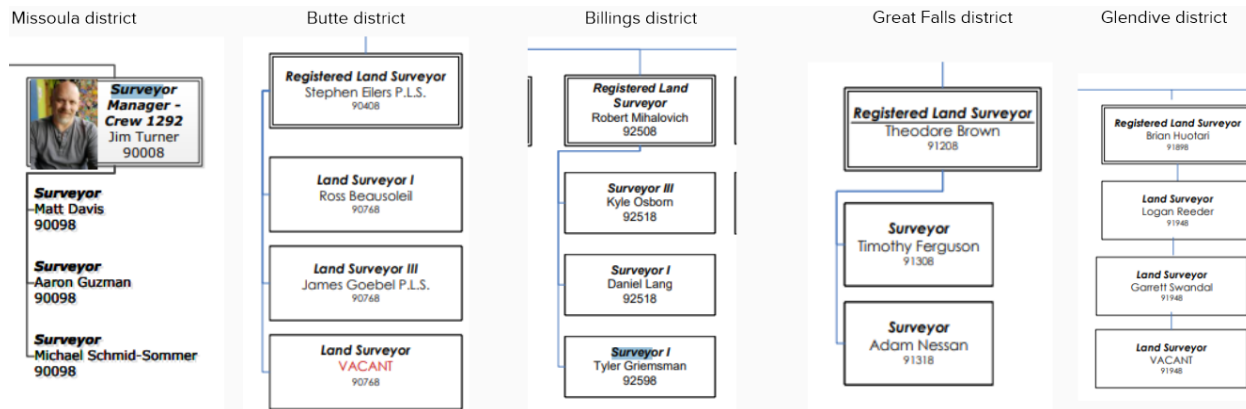 Missoula district
Surveyor
Manager -
Crew 1292
Jim Turner
90008
Surveyor
Matt Davis
90098
Surveyor
Aaron Guzman
90098
Surveyor
Michael Schmid-Sommer
90098
Butte district
Registered Land Surveyor
Stephen Eilers P.L.S.
90408
Land Surveyor I
Ross Beausoleil
90768
Land Surveyor III
James Goebel P.L.S.
90768
Land Surveyor
VACANT
90768
Billings district
Registered Land
Surveyor
Robert Mihalovich
92508
Surveyor III
Kyle Osborn
92518
Surveyor I
Daniel Lang
92518
Surveyor I
Tyler Griemsman
92598
Great Falls district
Registered Land Surveyor
Theodore Brown
91208
Surveyor
Timothy Ferguson
91308
Surveyor
Adam Nessan
91318
Glendive district
Registered Land Surveyor
Brian Huotari
91898
Land Surveyor
Logan Reeder
91948
Land Surveyor
Garrett Swandal
91948
Land Surveyor
VACANT
91948